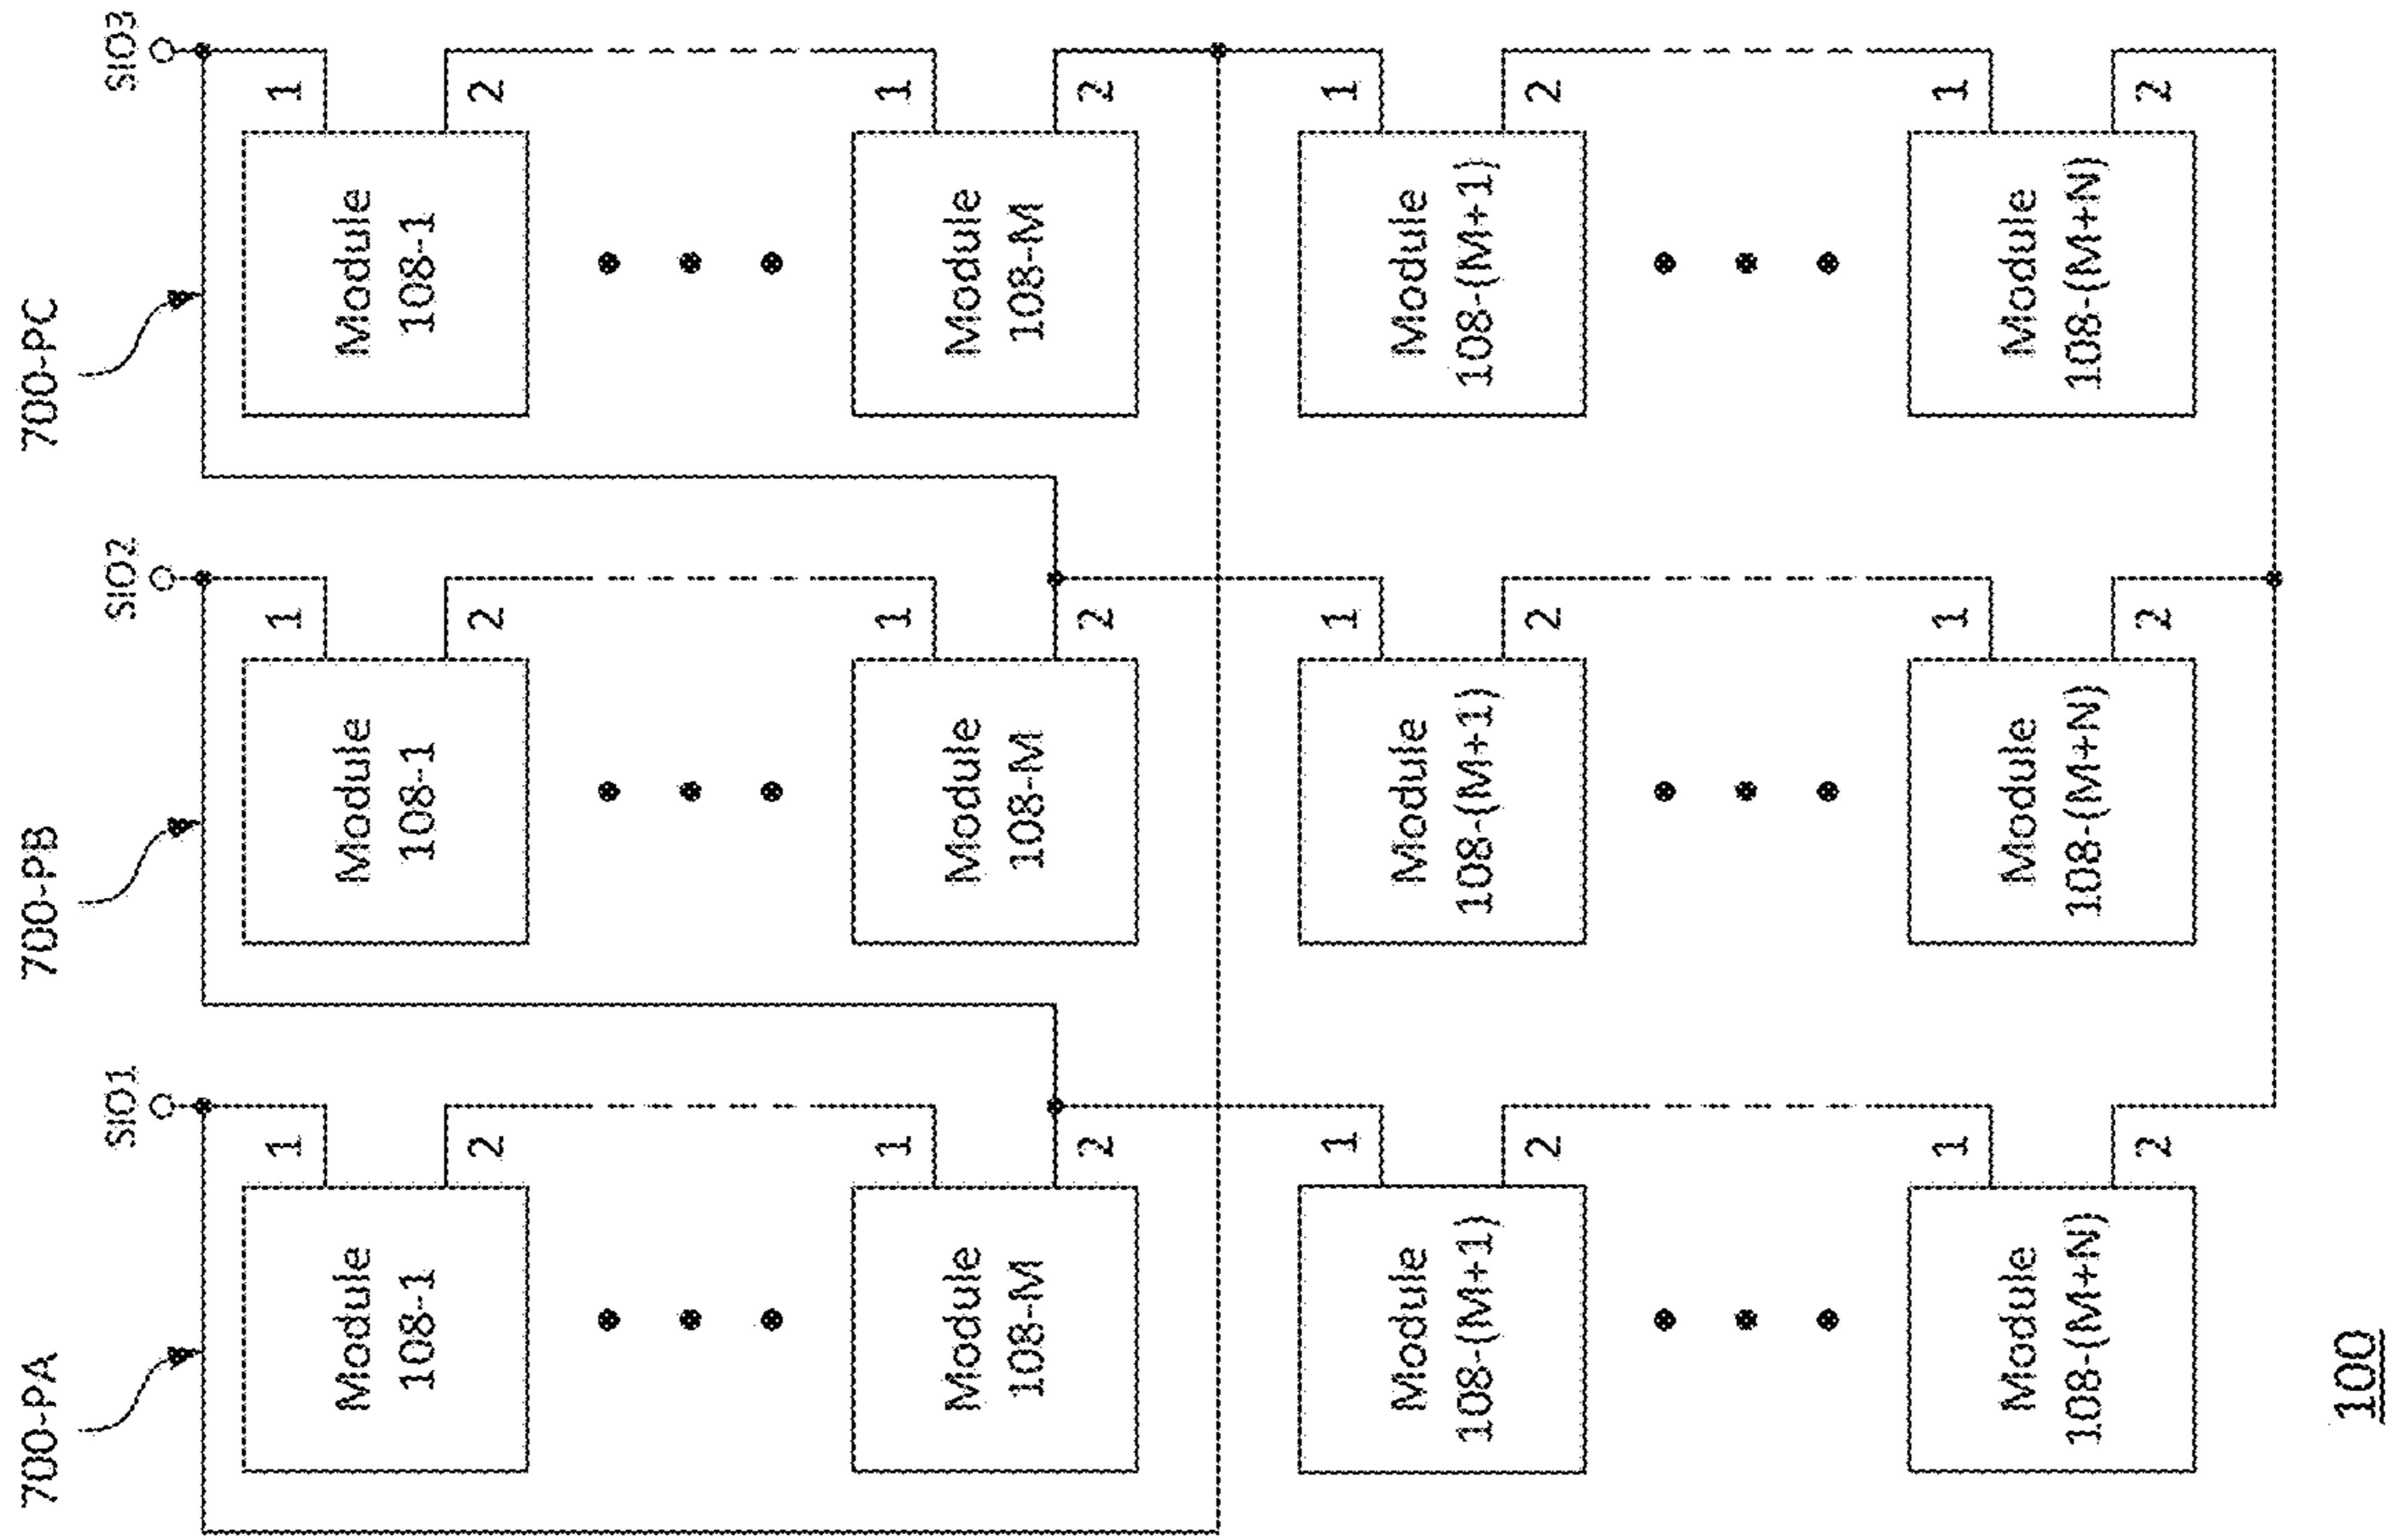 700-PA
700-PB
700-PC
SIO1
SIO2
SIO3
1
1
1
Module
108-1
Module
108-1
Module
108-1
2
2
2
1
1
1
Module
108-M
Module
108-M
Module
108-M
2
2
2
1
1
1
Module
108-(M+1)
Module
108-(M+1)
Module
108-(M+1)
2
2
2
1
1
1
Module
108-(M+N)
Module
108-(M+N)
Module
108-(M+N)
2
2
2
100